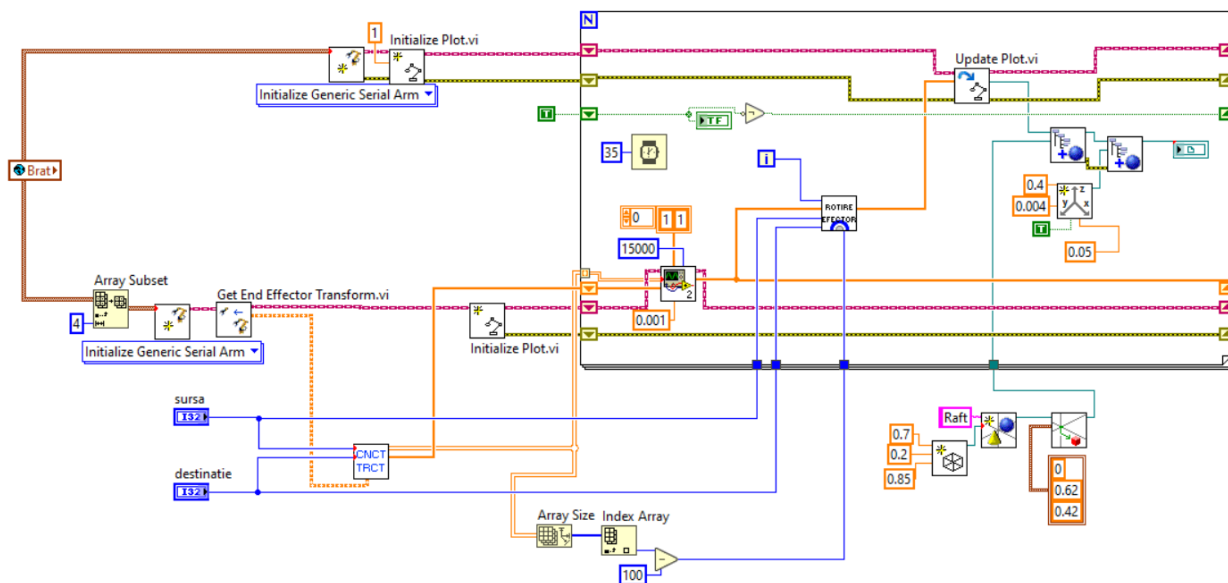 N
1
Initialize Plot.vi
Update Plot.vi
Initialize Generic Serial Arm
T
TF
35
i
Brat
0.4
0.004
z
y
x
T
0.05
ROTIRE
EFECTOR
0
1 1
15000
2
0.001
Array Subset
4
Get End Effector Transform.vi
Initialize Generic Serial Arm
Initialize Plot.vi
sursa
I32
CNCT
TRCT
destinatie
I32
Raft
0.7
0.2
0.85
0
0.62
0.42
Array Size
Index Array
100